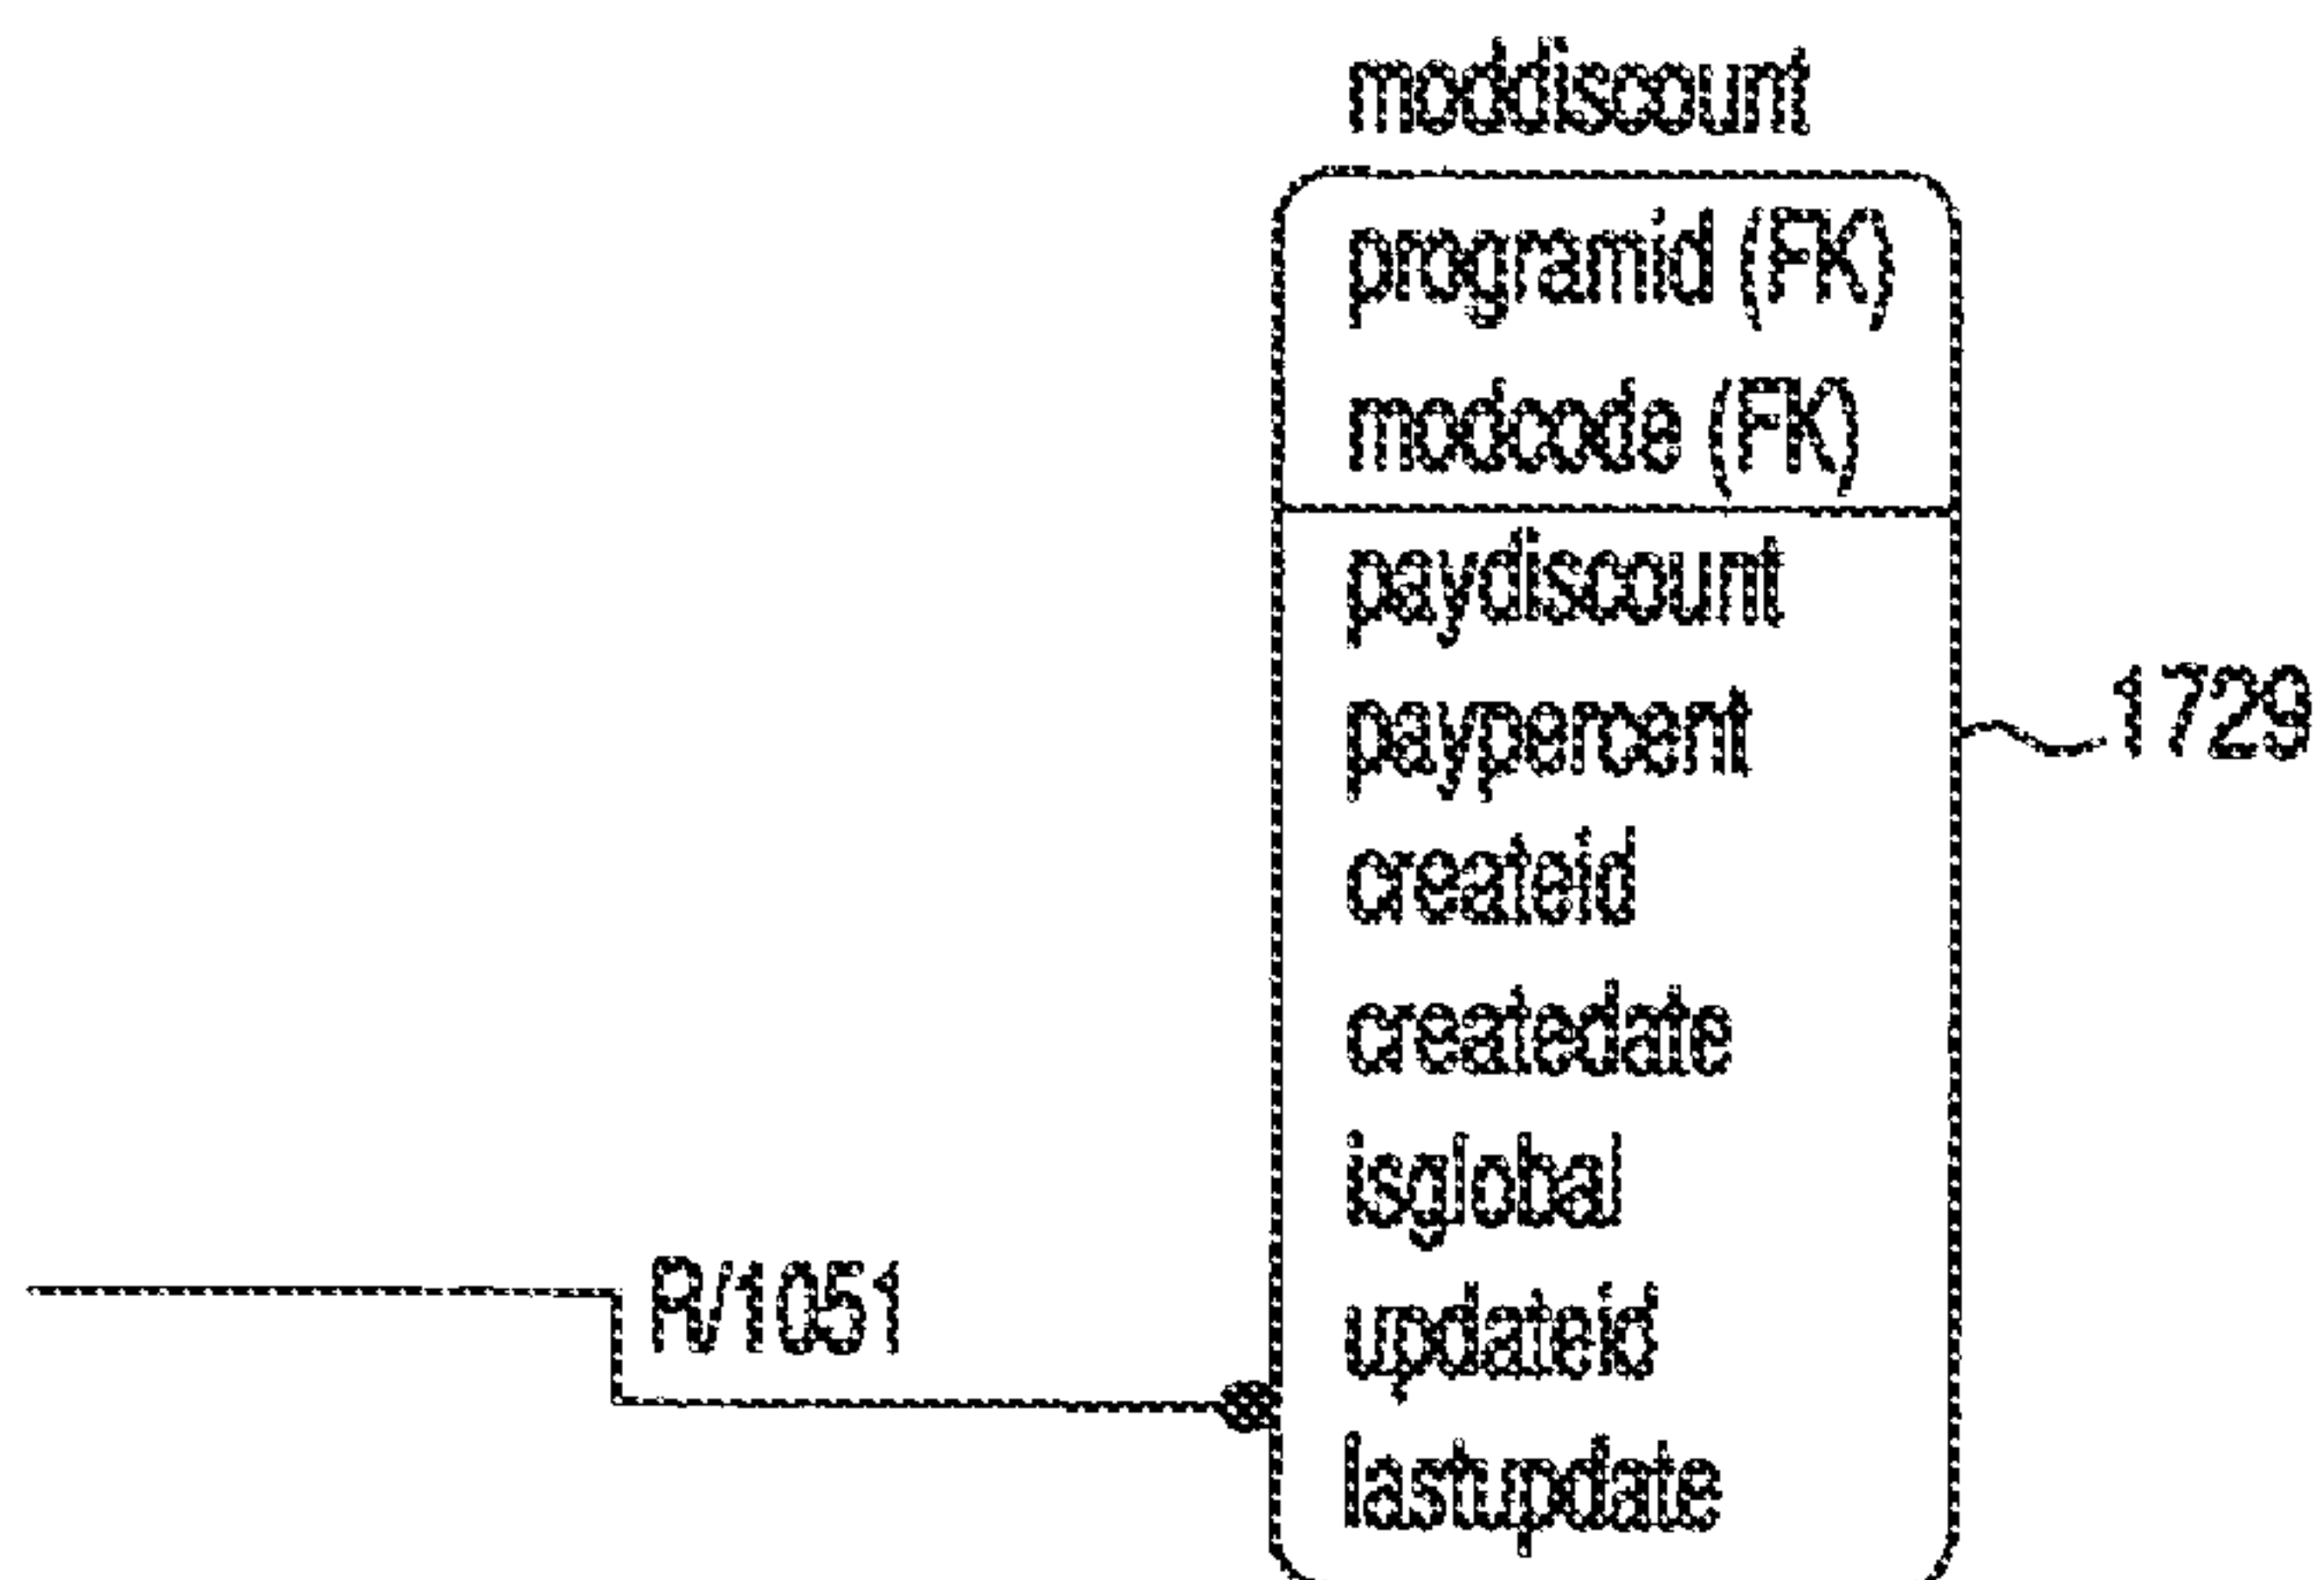 moddiscount
programid (FK)
modcode (FK)
paydiscount
paypercent
1729
createid
createdate
isglobal
R/1051
updateid
lastupdate